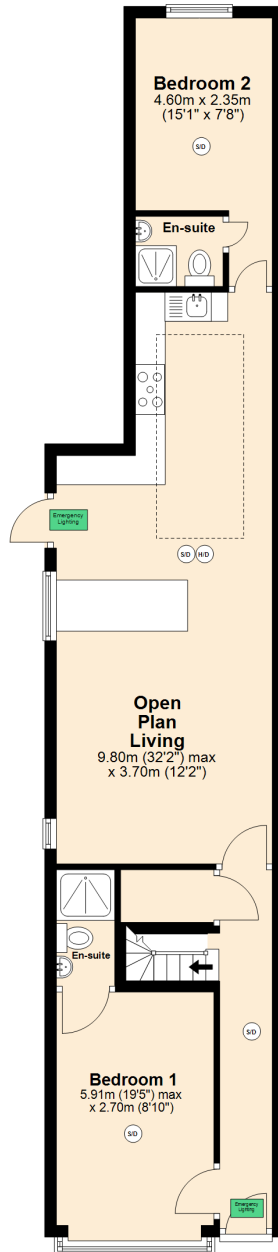 Bedroom 2
4.60m x 2.35m
(15'1" x 7'8")
S/D
En-suite
Emergency
Lighting
S/D H/D
Open
Plan
Living
9.80m (32'2") max
x 3.70m (12'2")
En-suite
S/D
Bedroom 1
5.91m (19'5") max
x 2.70m (8'10")
S/D
Emergency
Lighting